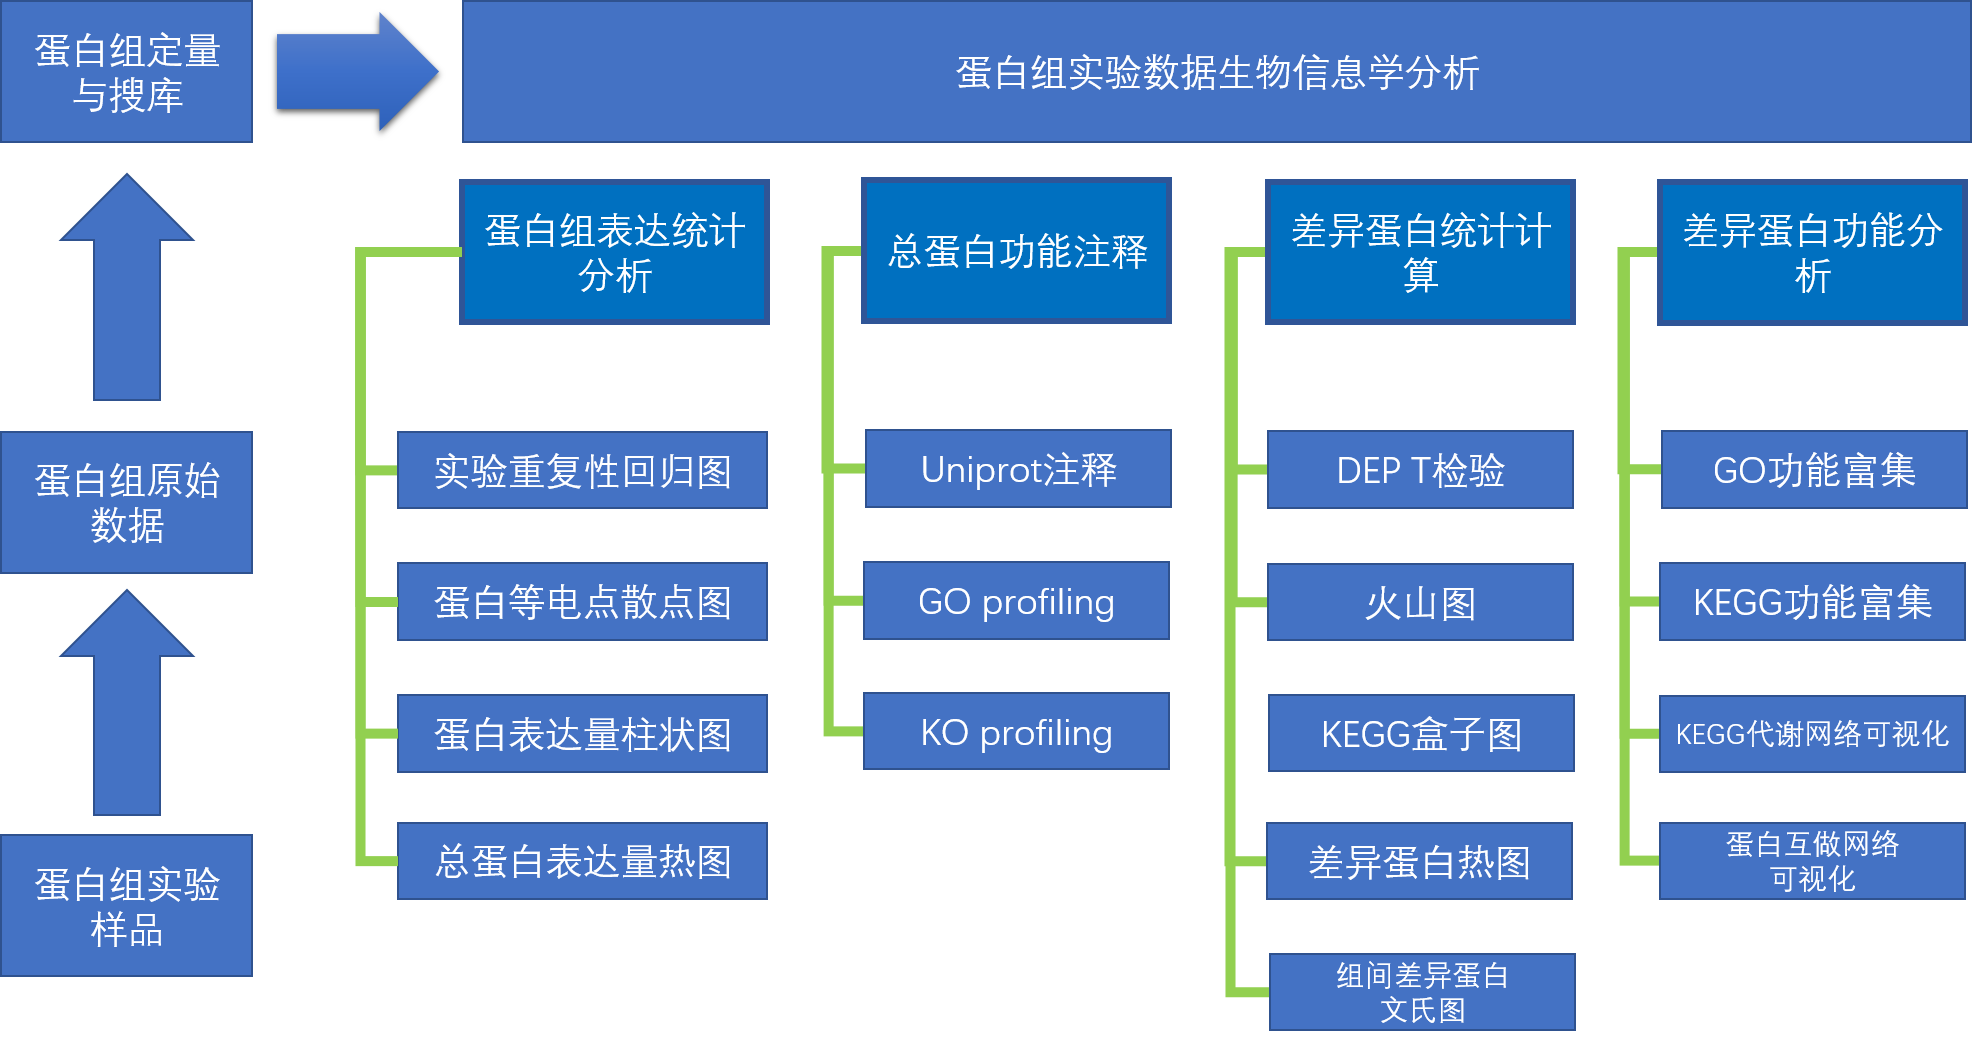 蛋白组定量
与搜库
蛋白组实验数据生物信息学分析
蛋白组原始
数据
蛋白组实验
样品
蛋白组表达统计
分析
实验重复性回归图
蛋白等电点散点图
蛋白表达量柱状图
总蛋白表达量热图
总蛋白功能注释
Uniprot注释
GO profiling
KO profiling
差异蛋白统计计
算
DEP T检验
火山图
KEGG盒子图
差异蛋白热图
组间差异蛋白
文氏图
差异蛋白功能分
析
GO功能富集
KEGG功能富集
KEGG代谢网络可视化
蛋白互做网络
可视化